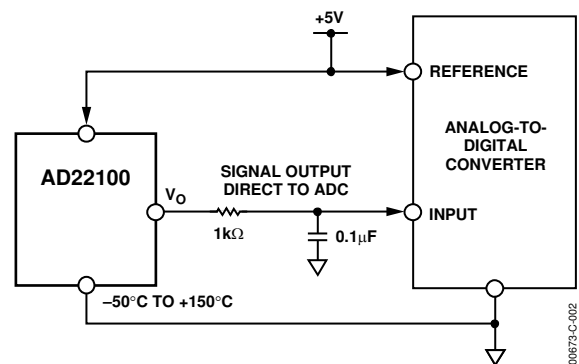 +5V
REFERENCE
ANALOG-TO-
DIGITAL
CONVERTER
AD22100
SIGNAL OUTPUT
DIRECT TO ADC
VO
INPUT
1kΩ
0.1μF
–50°C TO +150°C
00673-C-002